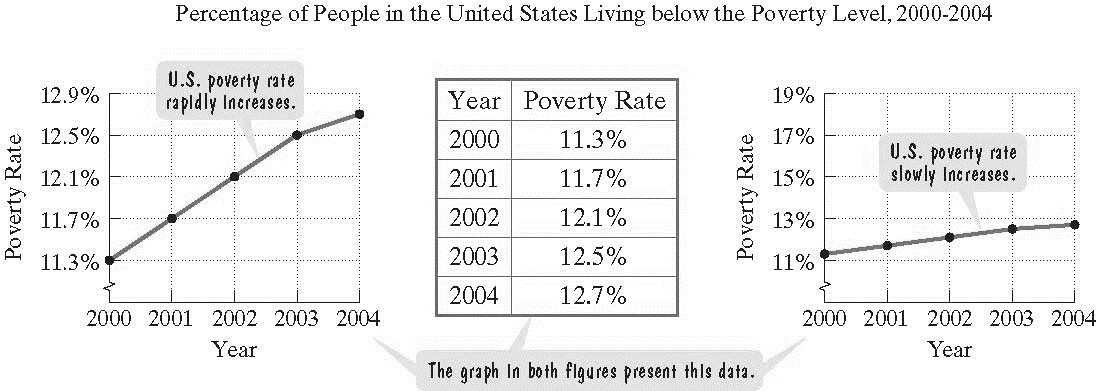 Percentage of People in the United States Living below the Poverty Level, 2000-2004
U.S. poverty rate
rapidly increases.
12.9%
12.5%
12.1%
11.7%
11.3%
Poverty Rate
2000 2001 2002 2003 2004
Year
Year Poverty Rate
2000 11.3%
2001 11.7%
2002 12.1%
2003 12.5%
2004 12.7%
U.S. poverty rate
slowly increases.
19%
17%
15%
13%
11%
Poverty Rate
2000 2001 2002 2003 2004
Year
The graph in both figures present this data.